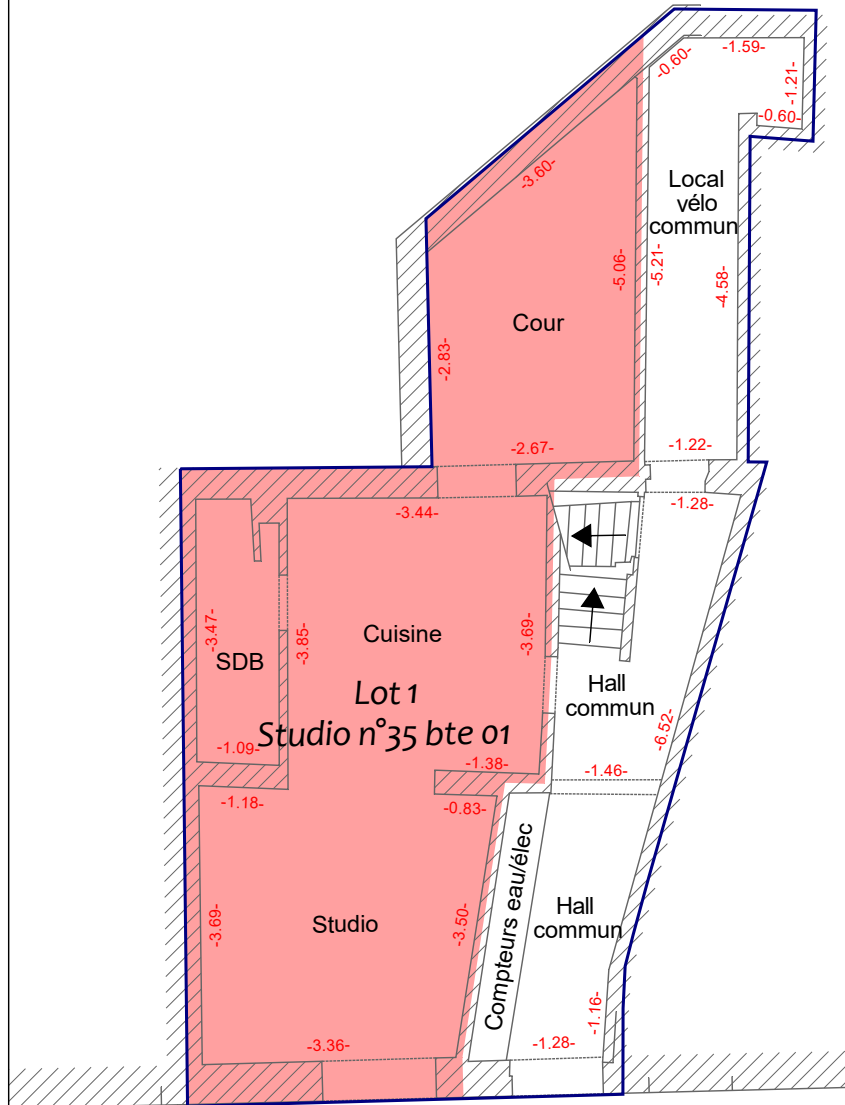 -1.59-
-0.60-
-1.21-
-0.60-
-3.60-
Local
vélo
commun
-5.06-
-5.21-
-4.58-
Cour
-2.83-
-2.67-
-1.22-
-3.44-
-1.28-
-3.47-
-3.85-
Cuisine
-3.69-
SDB
Hall
commun
Lot 1
Studio n°35 bte 01
-6.52-
-1.09-
-1.38-
-1.46-
-1.18-
-0.83-
Compteurs eau/élec
-3.69-
Studio
-3.50-
Hall
commun
-1.16-
-3.36-
-1.28-